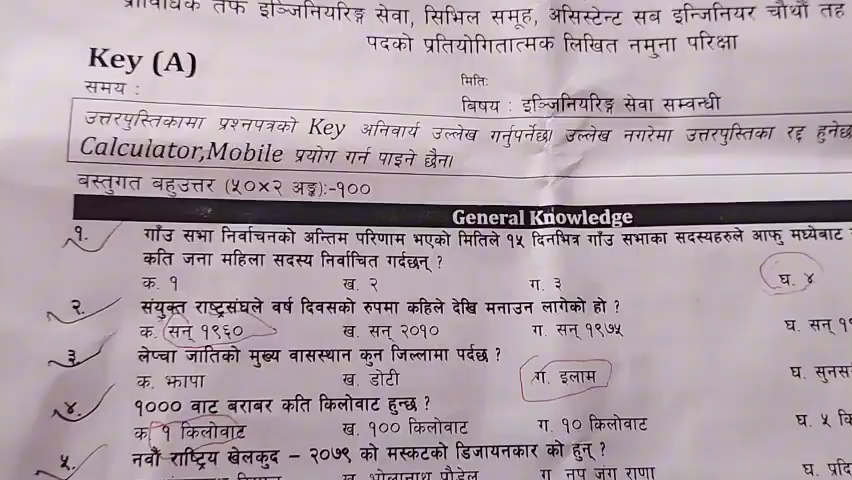 प्राविधिक तर्फ इञ्जिनियरिङ्ग सेवा, सिभिल समूह, असिस्टेन्ट सब इन्जिनियर चौथौं तह
पदको प्रतियोगितात्मक लिखित नमुना परिक्षा
Key (A)
मितिः
समय :
बिषय : इञ्जिनियरिङ्ग सेवा सम्वन्धी
उत्तरपुस्तिकामा प्रश्नपत्रको Key अनिवार्य उल्लेख गर्नुपर्नेछ। उल्लेख नगरेमा उत्तरपुस्तिका रद्द हुनेछ
Calculator,Mobile प्रयोग गर्न पाइने छैन।
वस्तुगत बहुउत्तर (५०×२ अङ्क):-१००
General Knowledge
१. गाँउ सभा निर्वाचनको अन्तिम परिणाम भएको मितिले १५ दिनभित्र गाँउ सभाका सदस्यहरुले आफु मध्येवाट
कति जना महिला सदस्य निर्वाचित गर्दछन् ?
क. १ ख. २ ग. ३ घ. ४
२. संयुक्त राष्ट्रसंघले वर्ष दिवसको रुपमा कहिले देखि मनाउन लागेको हो ?
क. सन् १९६० ख. सन् २०१० ग. सन् १९७५ घ. सन्
३. लेप्चा जातिको मुख्य वासस्थान कुन जिल्लामा पर्दछ ?
क. झापा ख. डोटी ग. इलाम घ.
४. १००० वाट बराबर कति किलोवाट हुन्छ ?
क. १ किलोवाट ख. १०० किलोवाट ग. १० किलोवाट घ. ५
५. नवौं राष्ट्रिय खेलकुद – २०७९ को मस्कटको डिजायनकार को हुन् ?
ख. भोलानाथ पौडेल ग. नप जंग राणा घ.